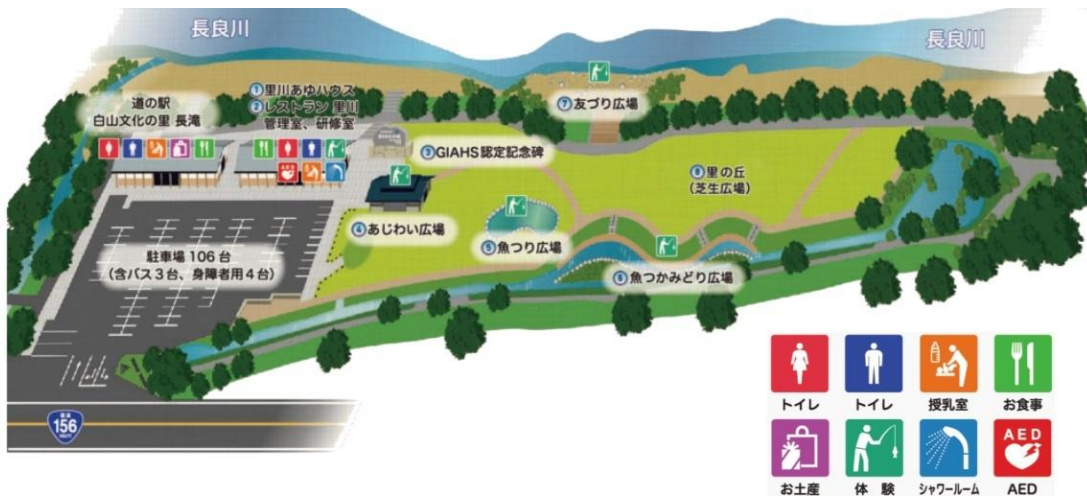 長良川
長良川
道の駅
白山文化の里 長滝
①里川あゆハウス
②レストラン 里川
管理室、研修室
⑦友づり広場
③GIAHS認定記念碑
⑧里の丘
(芝生広場)
④あじわい広場
⑤魚つり広場
⑥魚つかみどり広場
駐車場 106台
(含バス3台、身障者用4台)
AED
156
トイレ
トイレ
授乳室
お食事
AED
お土産
体 験
シャワールーム
AED